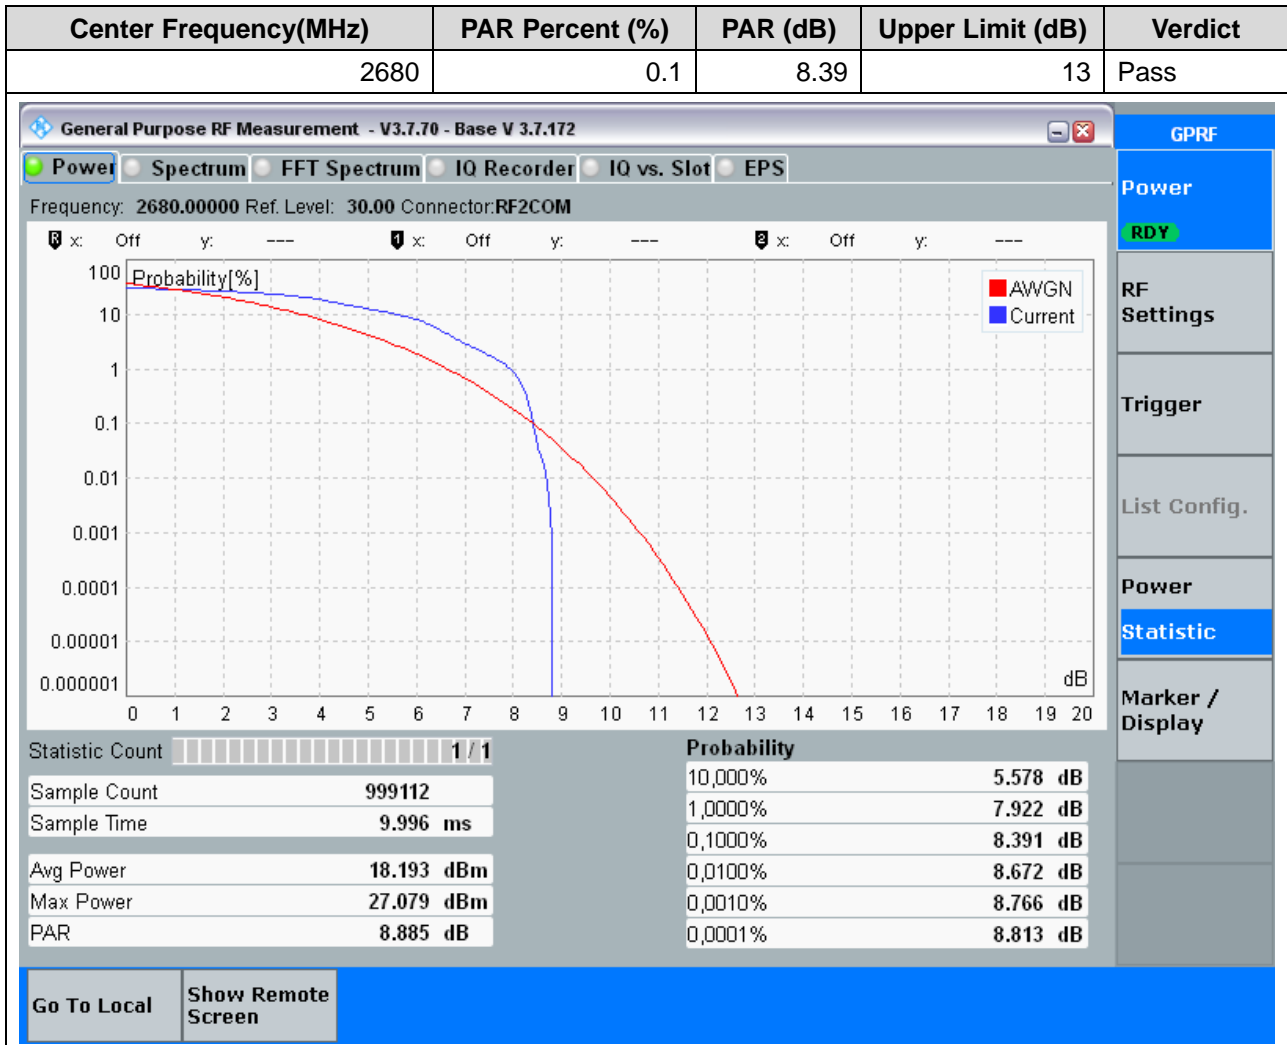 Center Frequency(MHz) PAR Percent (%) PAR (dB) Upper Limit (dB) Verdict
2680 0.1 8.39 13 Pass
General Purpose RF Measurement - V3.7.70 - Base V 3.7.172
GPRF
Power Spectrum FFT Spectrum IQ Recorder IQ vs. Slot EPS
Frequency: 2680.00000 Ref. Level: 30.00 Connector:RF2COM
R x: Off y: --- 1 x: Off y: --- 2 x: Off y: ---
Probability[%]
AWGN
Current
100
10
1
0.1
0.01
0.001
0.0001
0.00001
0.000001
dB
0 1 2 3 4 5 6 7 8 9 10 11 12 13 14 15 16 17 18 19 20
Statistic Count 1 / 1
Sample Count 999112
Sample Time 9.996 ms
Avg Power 18.193 dBm
Max Power 27.079 dBm
PAR 8.885 dB
Probability
10,000% 5.578 dB
1,0000% 7.922 dB
0,1000% 8.391 dB
0,0100% 8.672 dB
0,0010% 8.766 dB
0,0001% 8.813 dB
Power
RDY
RF
Settings
Trigger
List Config.
Power
Statistic
Marker /
Display
Go To Local
Show Remote
Screen